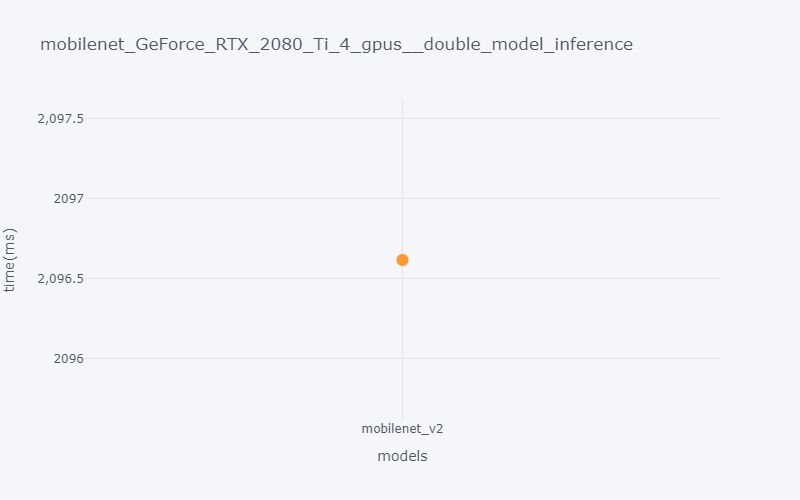 mobilenet_GeForce_RTX_2080_Ti_4_gpus__double_model_inference
time(ms)
2,097.5
2097
2,096.5
2096
mobilenet_v2
models